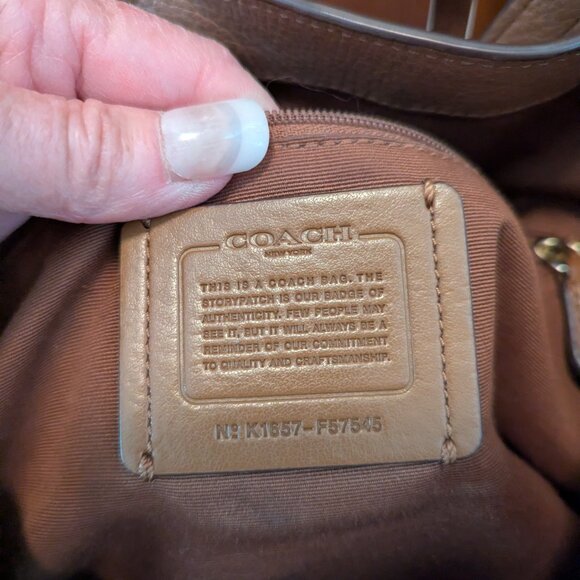 COACH
NEW YORK
THIS IS A COACH BAG. THE
STORYPATCH IS OUR BADGE OF
AUTHENTICITY. FEW PEOPLE MAY
SEE IT, BUT IT WILL ALWAYS BE A
REMINDER OF OUR COMMITMENT
TO QUALITY AND CRAFTSMANSHIP.
Nº K1657-F57545